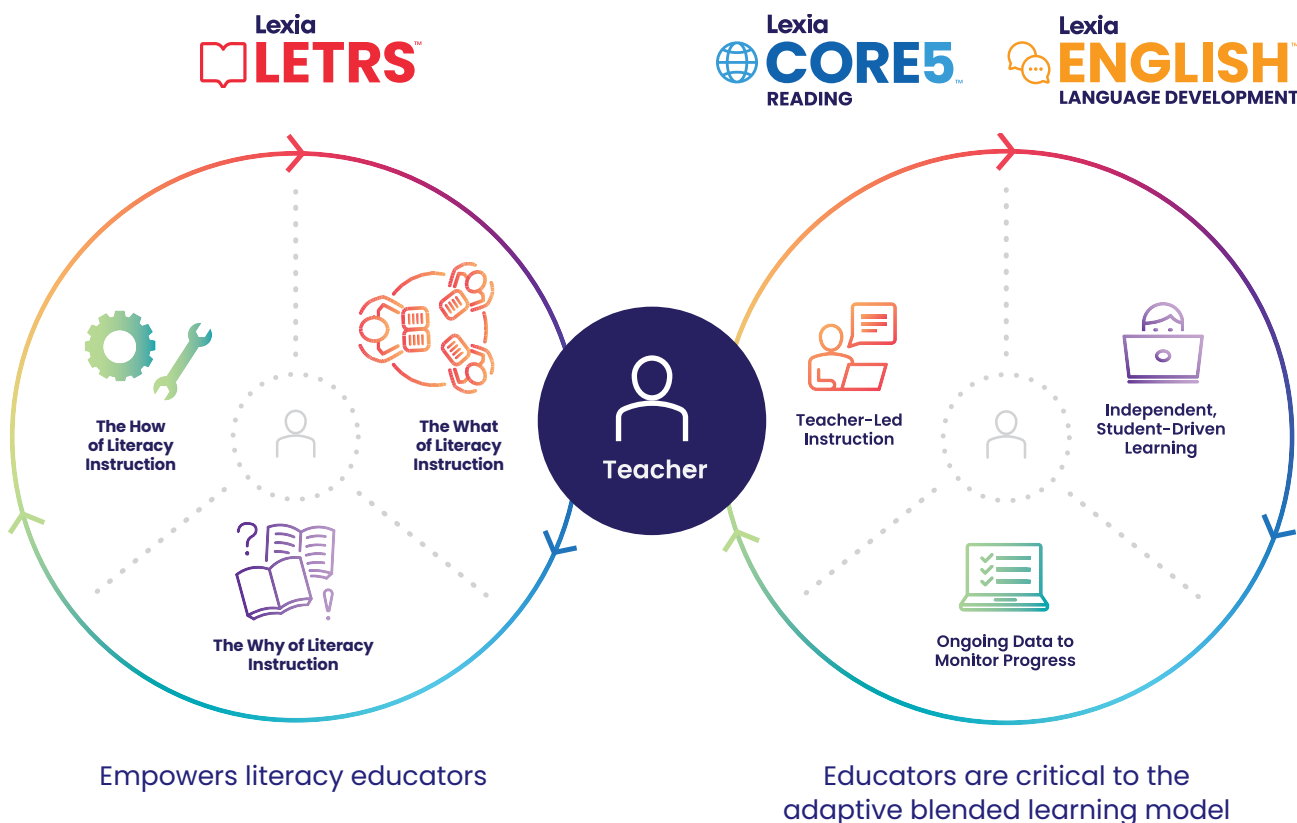 Lexia
LETRS™
The How
of Literacy
Instruction
The What
of Literacy
Instruction
?
!
The Why of Literacy
Instruction
Empowers literacy educators
Teacher
Lexia
CORE5™
READING
Lexia
ENGLISH™
LANGUAGE DEVELOPMENT
Teacher-Led
Instruction
Independent,
Student-Driven
Learning
Ongoing Data to
Monitor Progress
Educators are critical to the
adaptive blended learning model